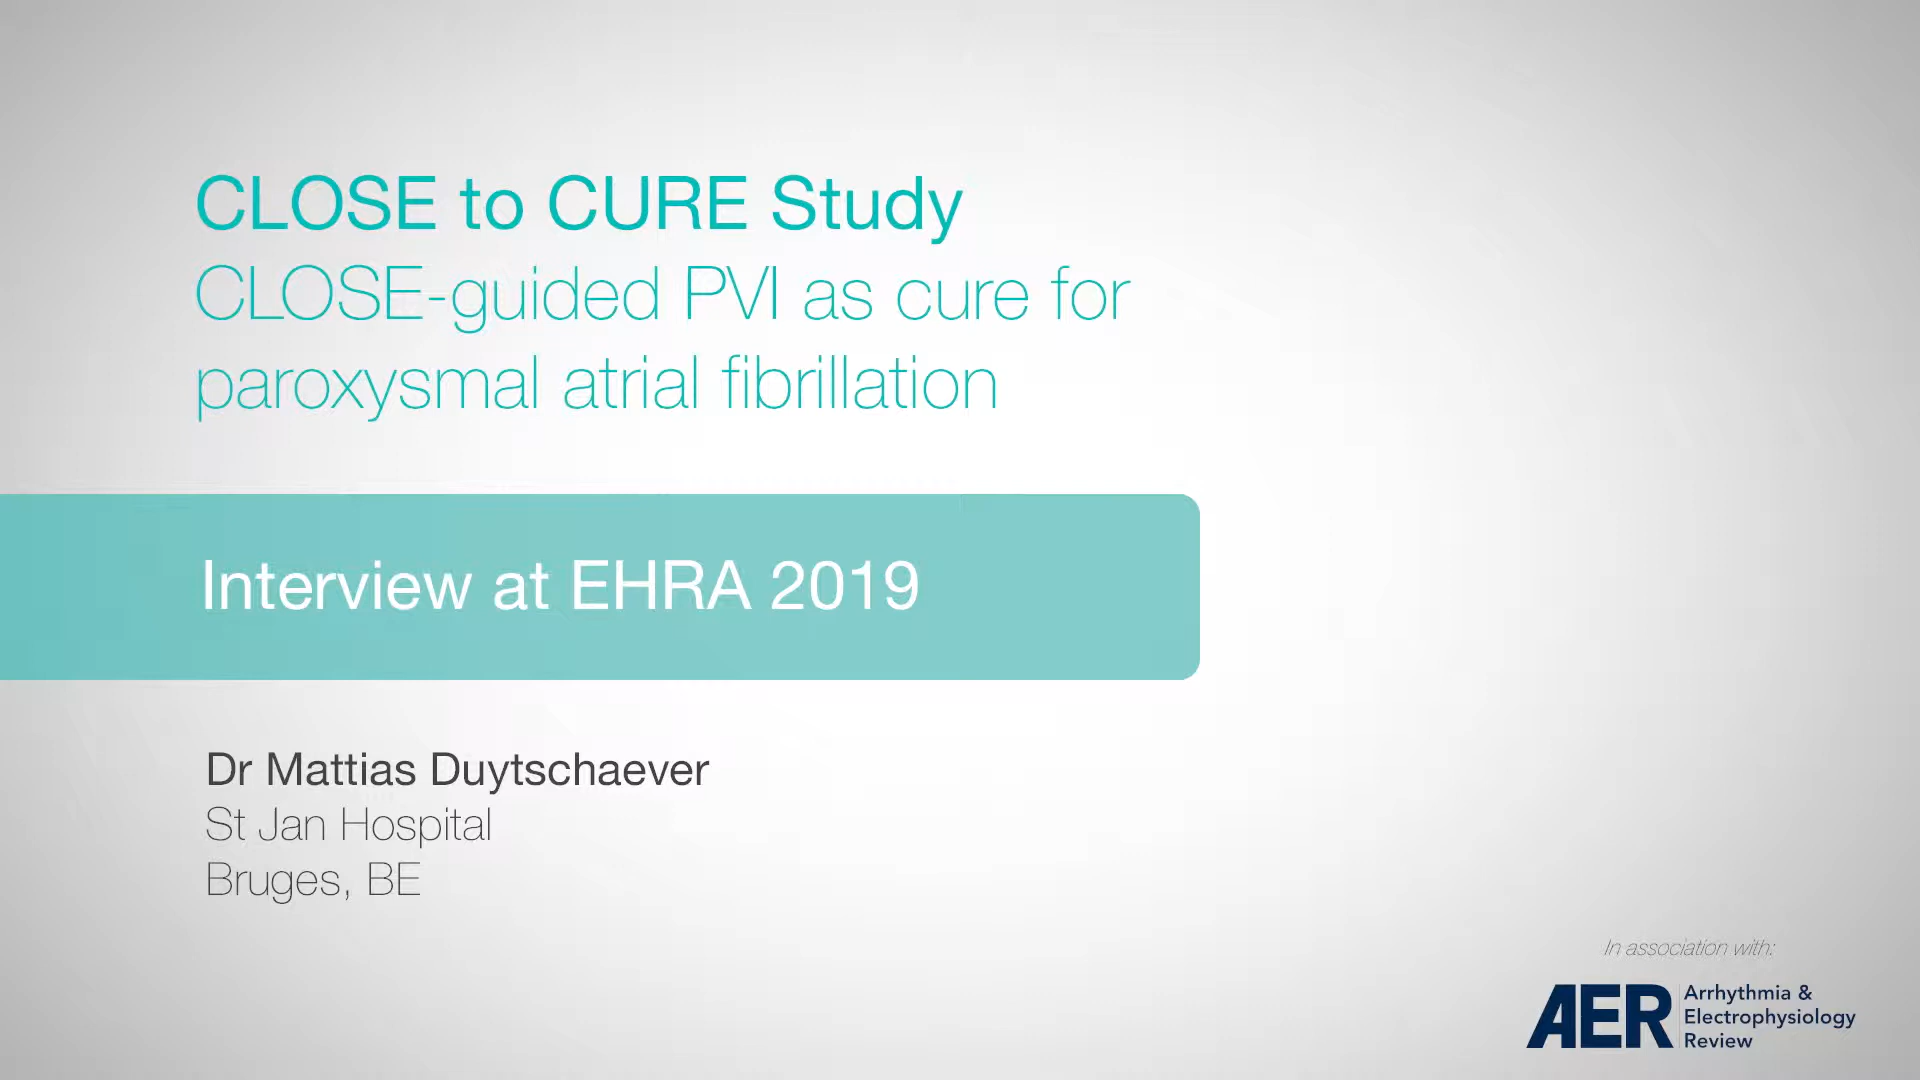 CLOSE to CURE Study
CLOSE-guided PVI as cure for
paroxysmal atrial fibrillation
Interview at EHRA 2019
Dr Mattias Duytschaever
St Jan Hospital
Bruges, BE
In association with:
AER
Arrhythmia &
Electrophysiology
Review